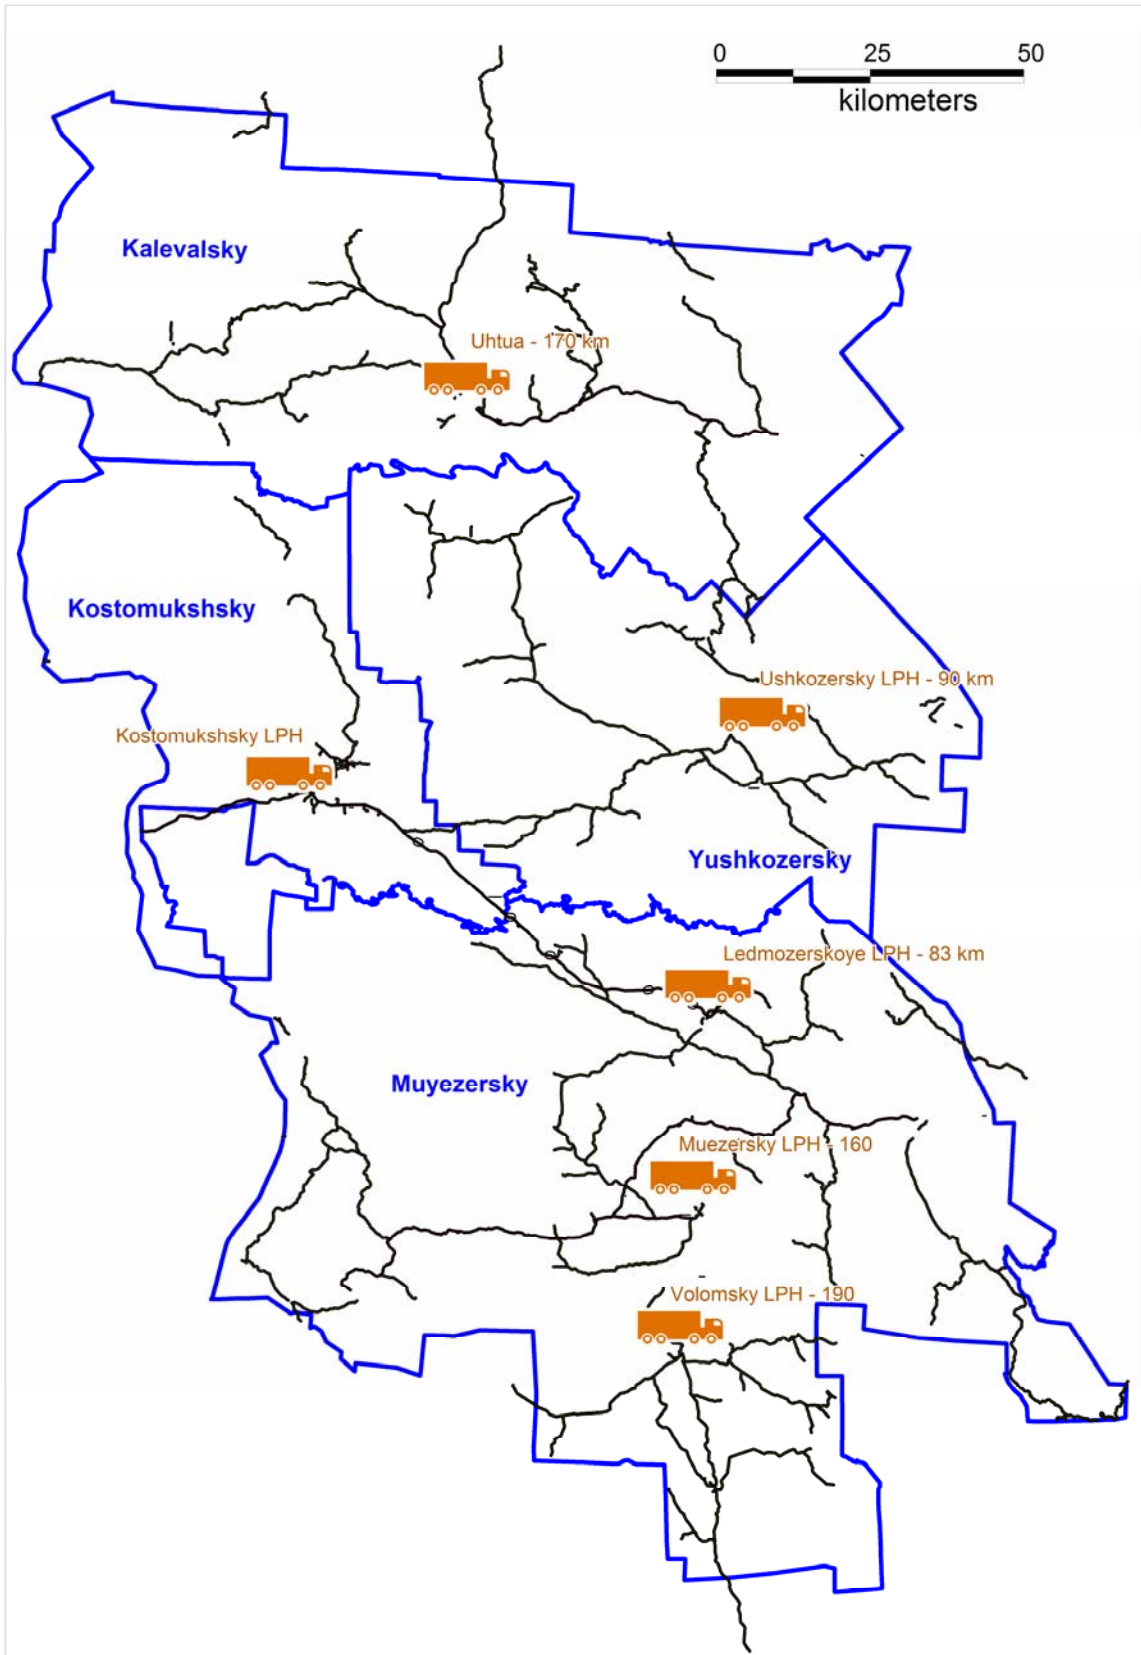 0 25 50
kilometers
Kalevalsky
Uhtua - 170 km
Kostomukshsky
Ushkozersky LPH - 90 km
Kostomukshsky LPH
Yushkozersky
Ledmozerskoye LPH - 83 km
Muyezersky
Muezersky LPH - 160
Volomsky LPH - 190